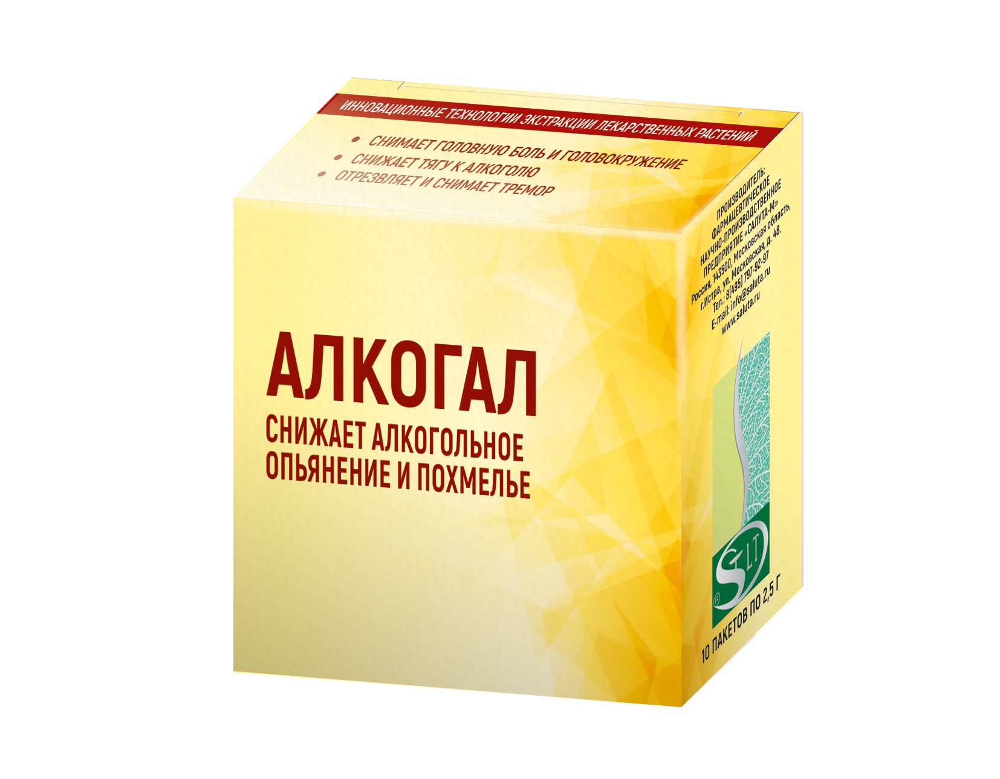 ИННОВАЦИОННЫЕ ТЕХНОЛОГИИ ЭКСТРАКЦИИ ЛЕКАРСТВЕННЫХ РАСТЕНИЙ
• СНИМАЕТ ГОЛОВНУЮ БОЛЬ И ГОЛОВОКРУЖЕНИЕ
• СНИЖАЕТ ТЯГУ К АЛКОГОЛЮ
• ОТРЕЗВЛЯЕТ И СНИМАЕТ ТРЕМОР
АЛКОГАЛ
СНИЖАЕТ АЛКОГОЛЬНОЕ
ОПЬЯНЕНИЕ И ПОХМЕЛЬЕ
ПРОИЗВОДИТЕЛЬ:
ФАРМАЦЕВТИЧЕСКОЕ
НАУЧНО-ПРОИЗВОДСТВЕННОЕ
ПРЕДПРИЯТИЕ «САЛУТА-М»
Россия, 143500, Московская область,
г.Истра, ул. Московская, д. 48.
Тел.: 8(495) 797-92-97
E-mail: info@saluta.ru
www.saluta.ru
SLT
®
10 ПАКЕТОВ ПО 2,5 Г